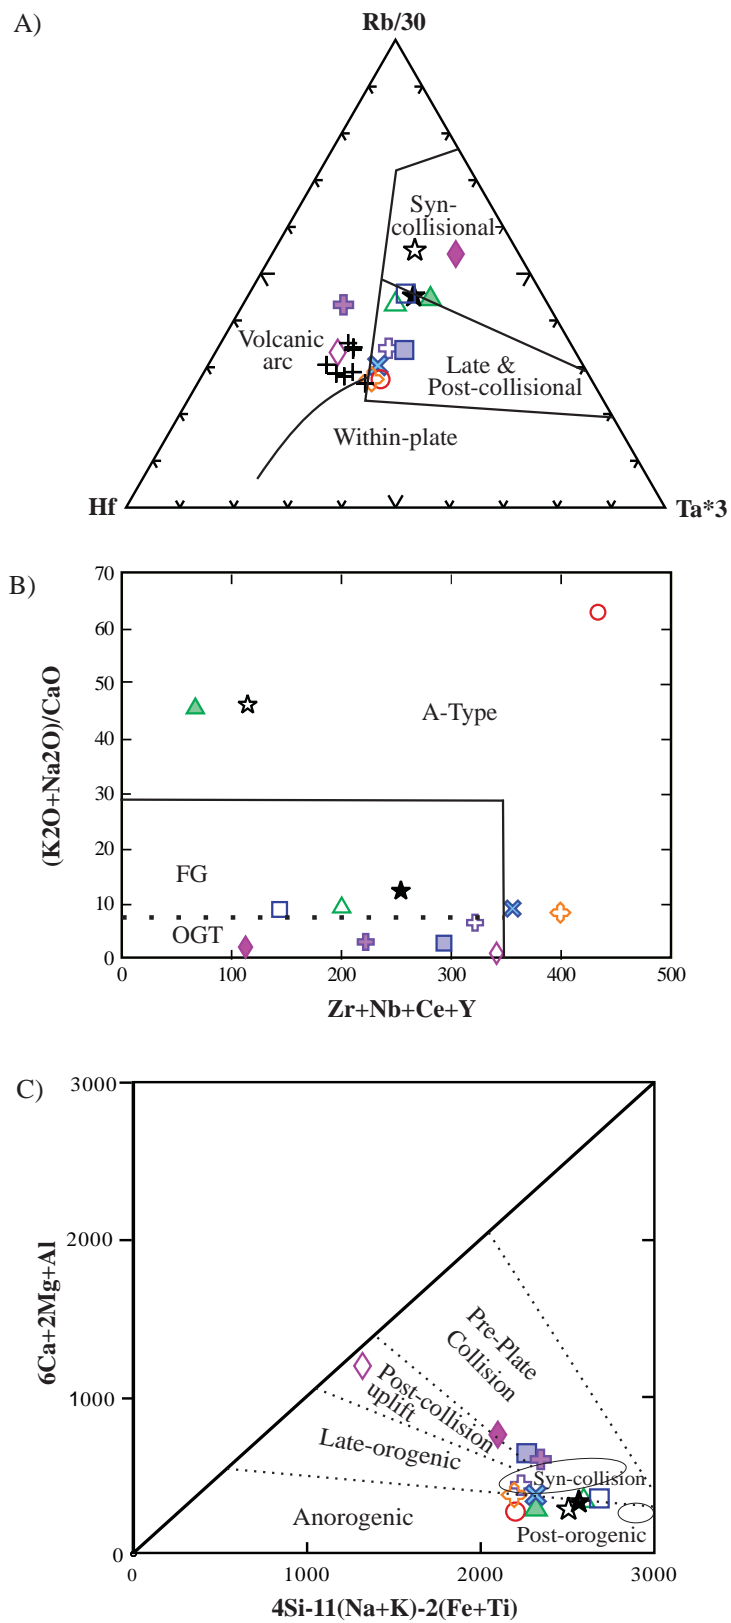 A)
Rb/30
Syn-
collisional
Volcanic
arc
Late &
Post-collisional
Within-plate
Hf
Ta*3
B)
70
60
50
40
30
20
10
0
(K2O+Na2O)/CaO
A-Type
FG
OGT
0 100 200 300 400 500
Zr+Nb+Ce+Y
C)
3000
2000
1000
0
6Ca+2Mg+Al
Pre-Plate
Collision
Post-collision
uplift
Late-orogenic
Syn-collision
Anorogenic
Post-orogenic
0 1000 2000 3000
4Si-11(Na+K)-2(Fe+Ti)